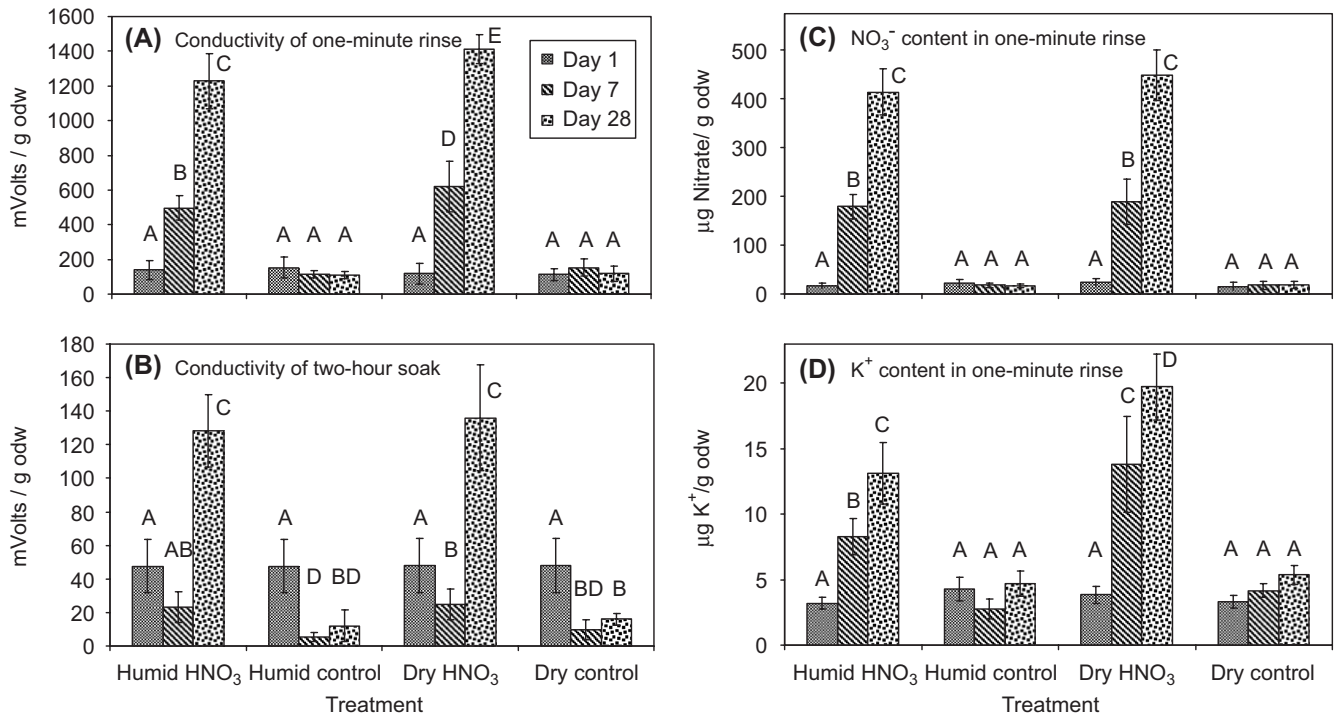 (A) Conductivity of one-minute rinse
mVolts / g odw
1600
1400
1200
1000
800
600
400
200
0
Day 1
Day 7
Day 28
A B C
A A A
A D E
A A A
(B) Conductivity of two-hour soak
mVolts / g odw
180
160
140
120
100
80
60
40
20
0
A AB C
A D BD
A B C
A BD B
Humid HNO₃ Humid control Dry HNO₃ Dry control
Treatment
(C) NO₃⁻ content in one-minute rinse
µg Nitrate/ g odw
500
400
300
200
100
0
A B C
A A A
A B C
A A A
(D) K⁺ content in one-minute rinse
µg K⁺/g odw
20
15
10
5
0
A B C
A A A
A C D
A A A
Humid HNO₃ Humid control Dry HNO₃ Dry control
Treatment